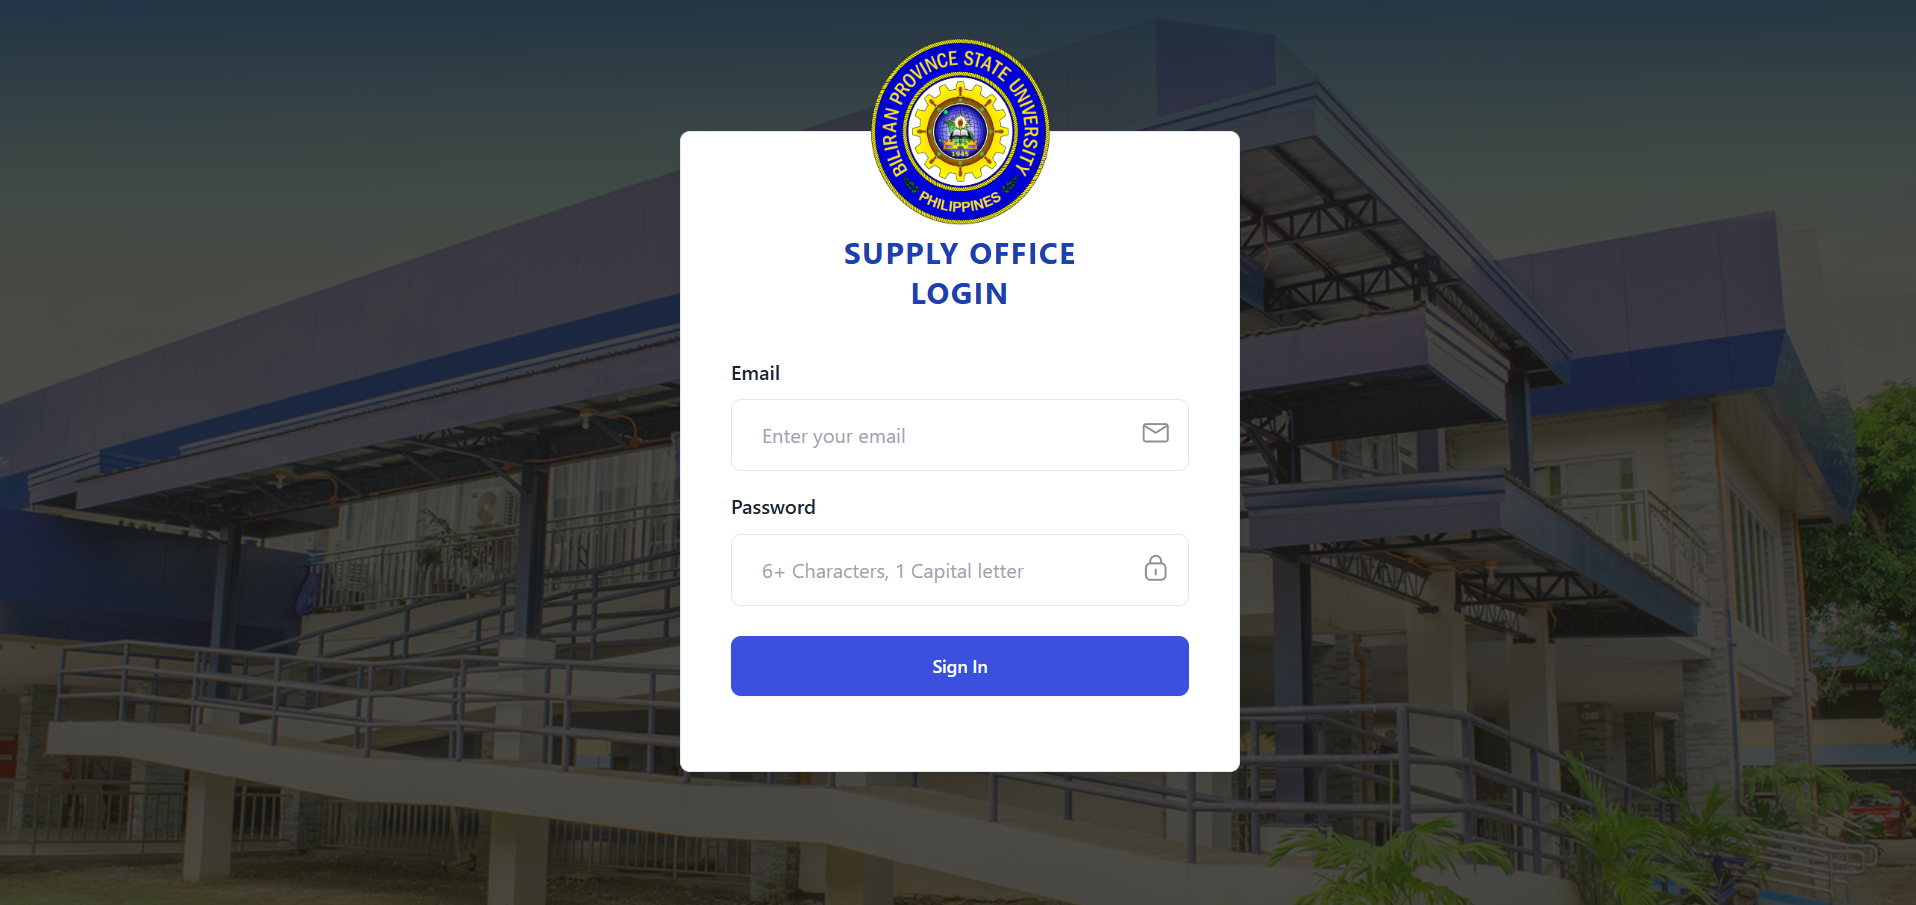 BILIRAN PROVINCE STATE UNIVERSITY
1945
PHILIPPINES
SUPPLY OFFICE
LOGIN
Email
Enter your email
Password
6+ Characters, 1 Capital letter
Sign In